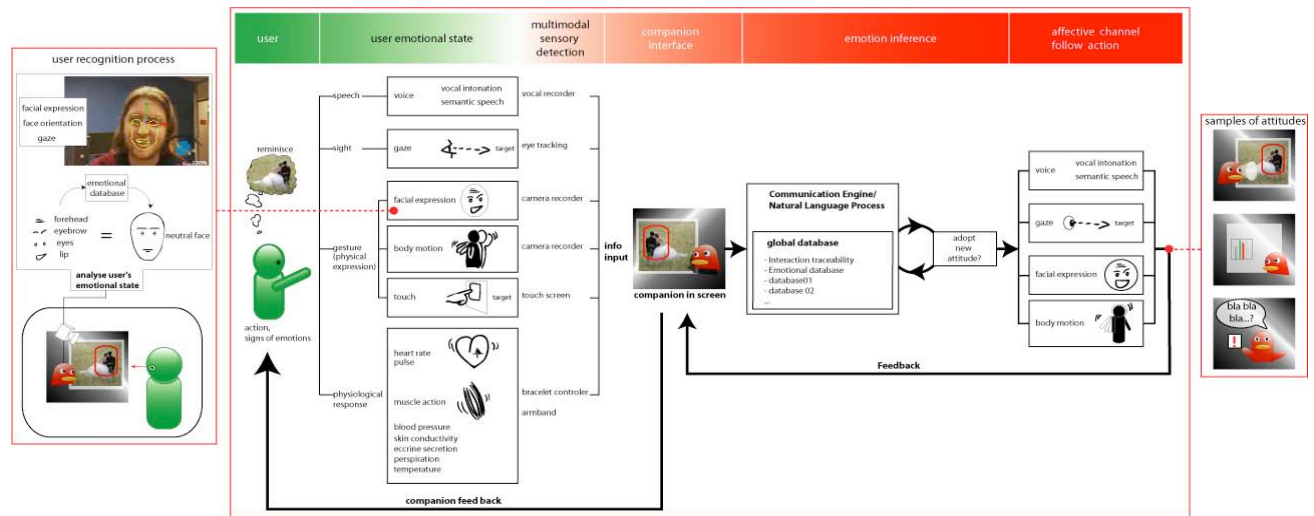 user recognition process
facial expression
face orientation
gaze
emotional
database
forehead
eyebrow
eyes
lip
=
neutral face
analyse user's
emotional state
user
user emotional state
multimodal
sensory
detection
companion
interface
emotion inference
affective channel
follow action
reminisce
action,
signs of emotions
speech
voice
vocal intonation
semantic speech
vocal recorder
sight
gaze
target
eye tracking
gesture
(physical
expression)
facial expression
camera recorder
body motion
camera recorder
touch
target
touch screen
physiological
response
heart rate
pulse
muscle action
blood pressure
skin conductivity
eccrine secretion
perspiration
temperature
bracelet controler
armband
info
input
companion in screen
Communication Engine/
Natural Language Process
global database
- Interaction traceability
- Emotional database
- database01
- database 02
...
adopt
new
attitude?
voice
vocal intonation
semantic speech
gaze
target
facial expression
body motion
Feedback
companion feed back
samples of attitudes
bla bla
bla...?
!